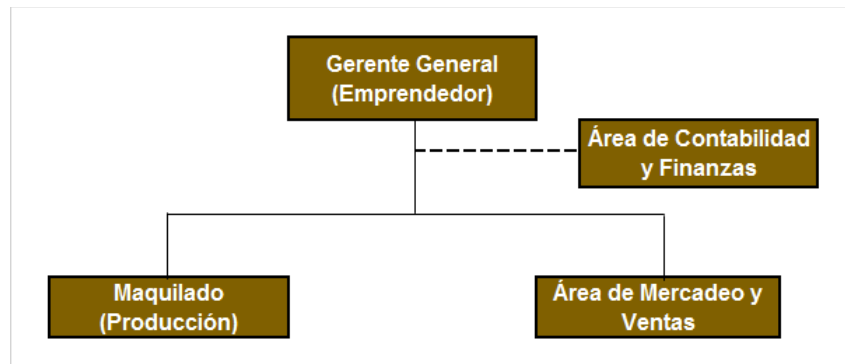 Gerente General
(Emprendedor)
Área de Contabilidad
y Finanzas
Maquilado
(Producción)
Área de Mercadeo y
Ventas